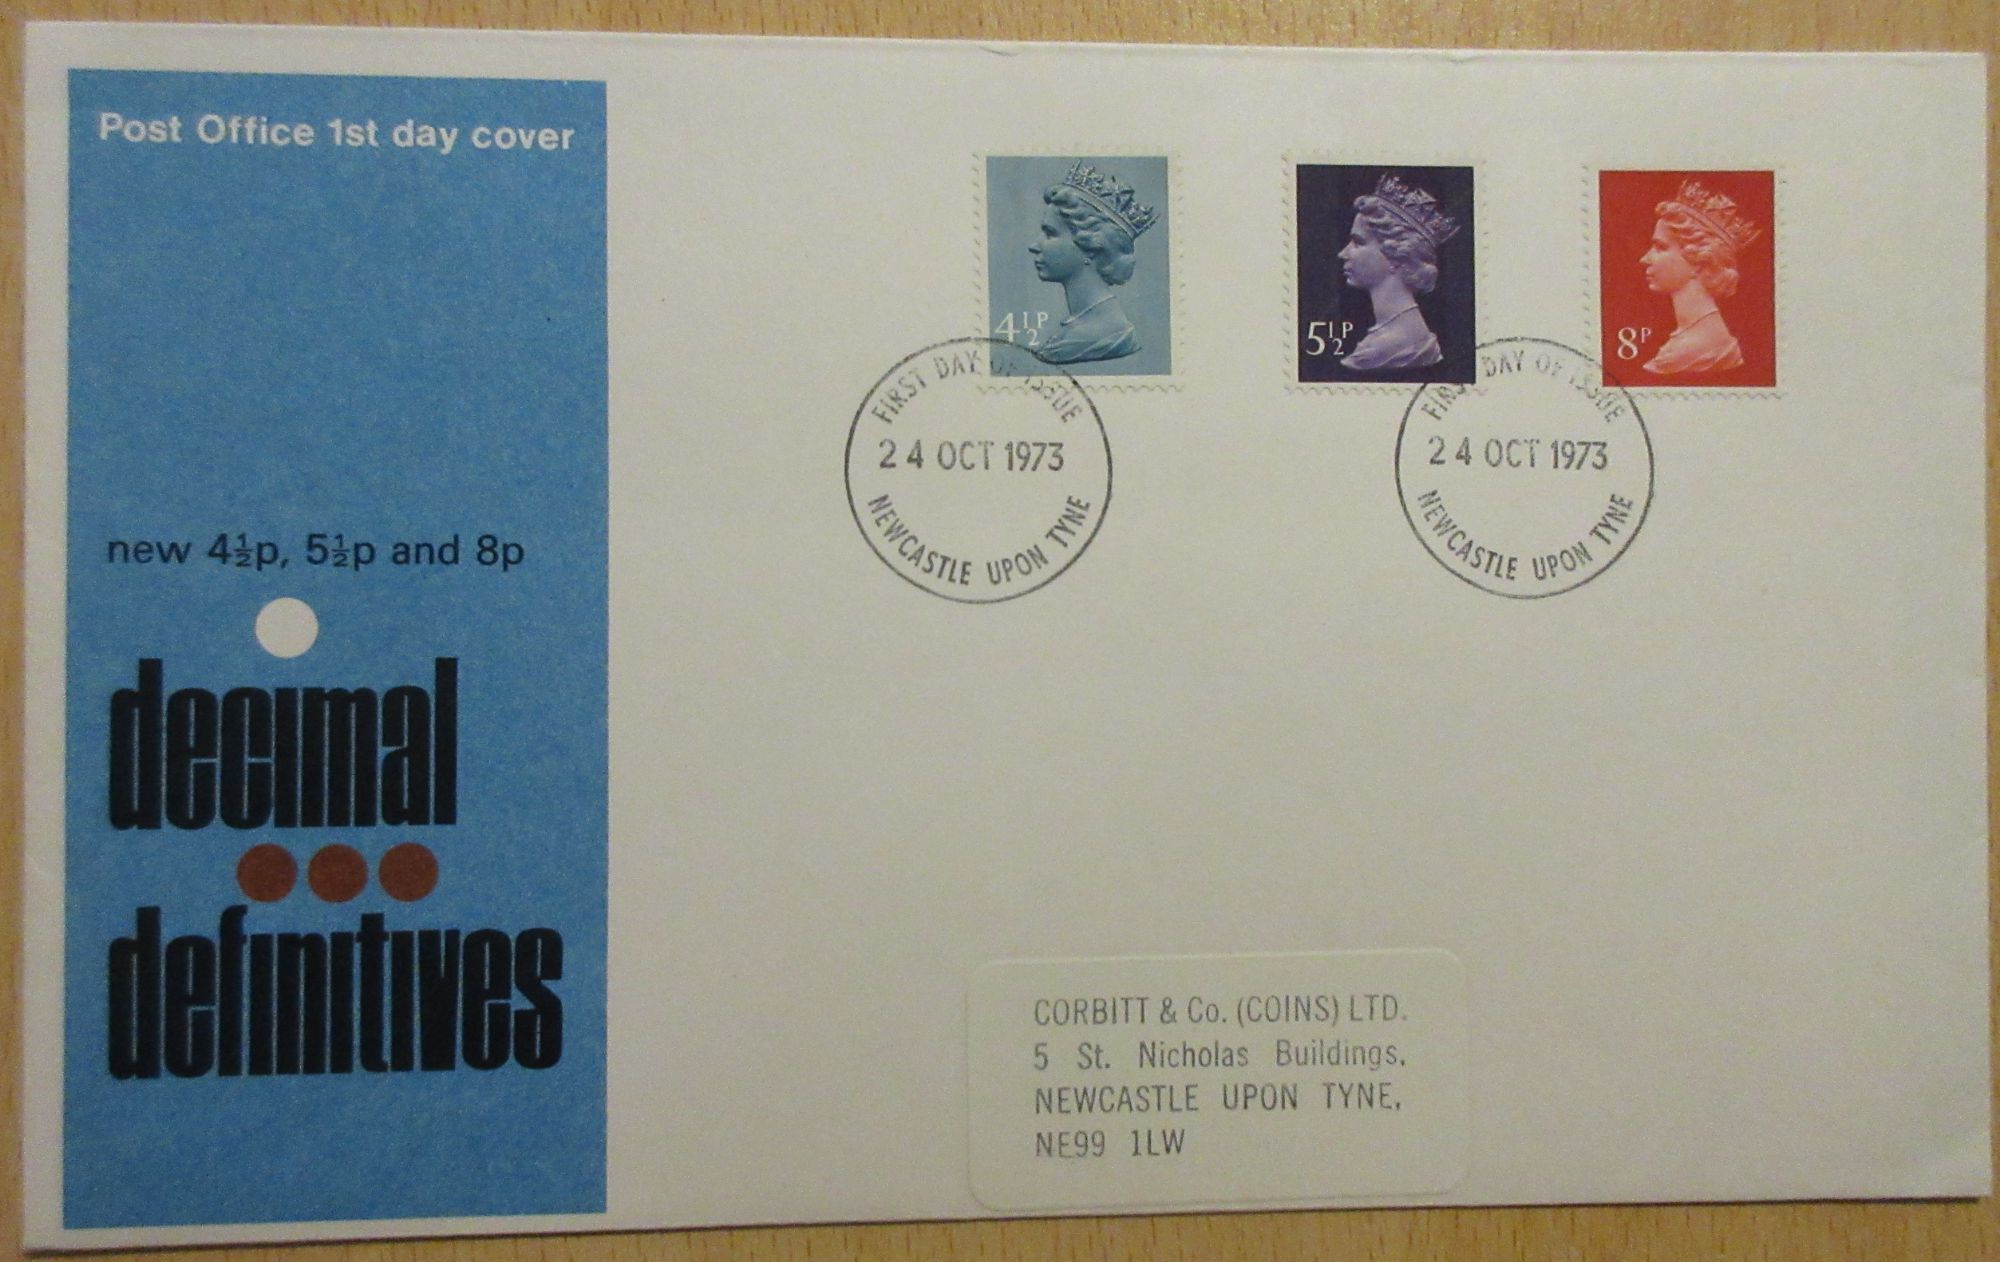 Post Office 1st day cover
new 4½p, 5½p and 8p
decimal
definitives
4½P
5½P
8P
FIRST DAY OF ISSUE
24 OCT 1973
NEWCASTLE UPON TYNE
FIRST DAY OF ISSUE
24 OCT 1973
NEWCASTLE UPON TYNE
CORBITT & Co. (COINS) LTD.
5 St. Nicholas Buildings,
NEWCASTLE UPON TYNE,
NE99 1LW